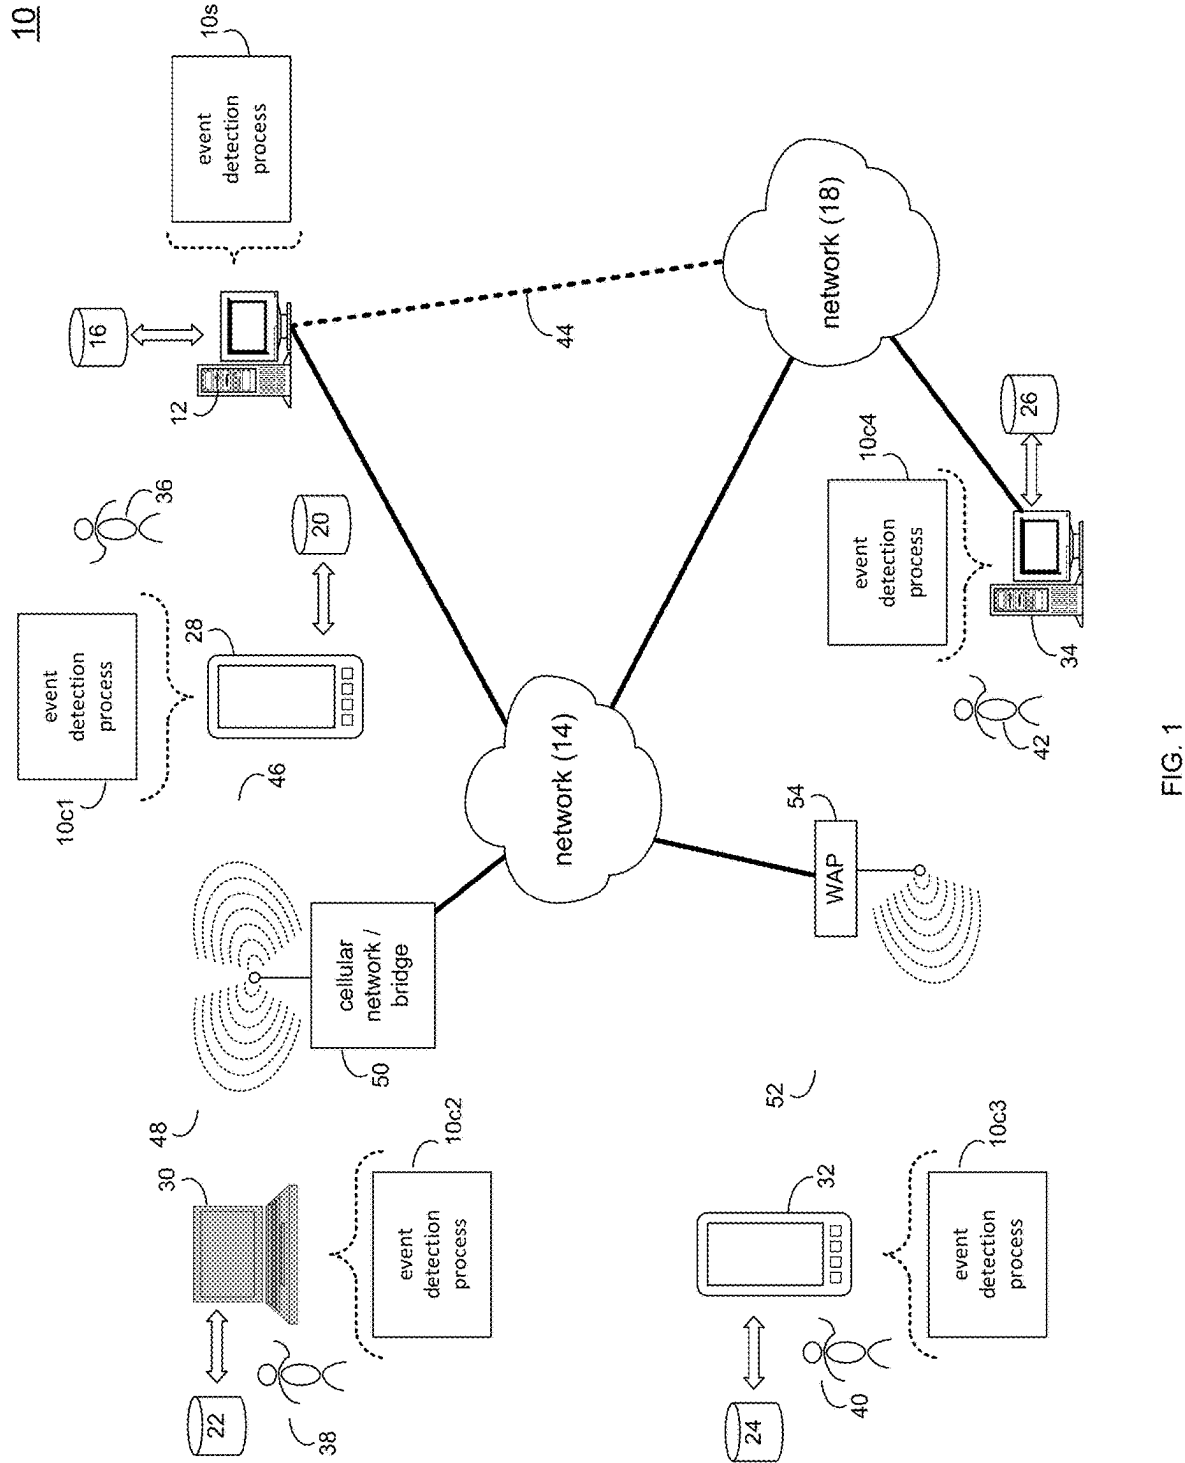 10
10c1
event
detection
process
10s
event
detection
process
16
36
48
30
46
28
12
22
38
50
cellular
network /
bridge
20
event
detection
process
10c2
network (14)
44
24
40
32
52
54
WAP
network (18)
event
detection
process
10c4
event
detection
process
10c3
42
34
26
FIG. 1